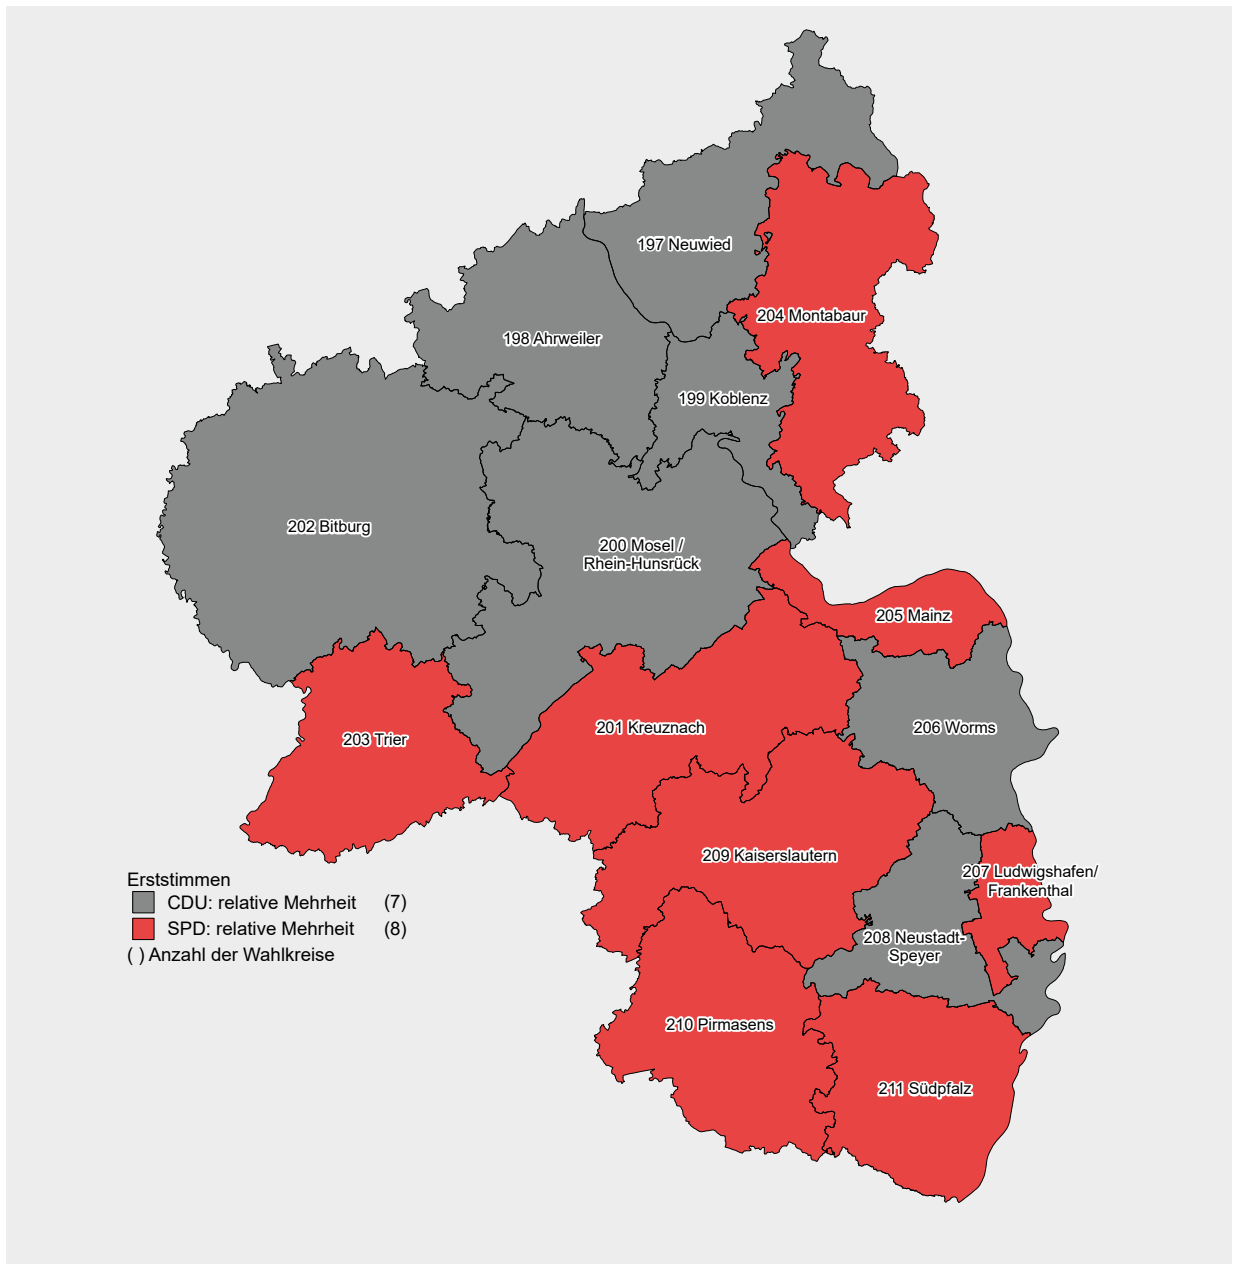 197 Neuwied
204 Montabaur
198 Ahrweiler
199 Koblenz
202 Bitburg
200 Mosel /
Rhein-Hunsrück
205 Mainz
201 Kreuznach
206 Worms
203 Trier
209 Kaiserslautern
207 Ludwigshafen/
Frankenthal
Erststimmen
CDU: relative Mehrheit (7)
SPD: relative Mehrheit (8)
( ) Anzahl der Wahlkreise
208 Neustadt-
Speyer
210 Pirmasens
211 Südpfalz